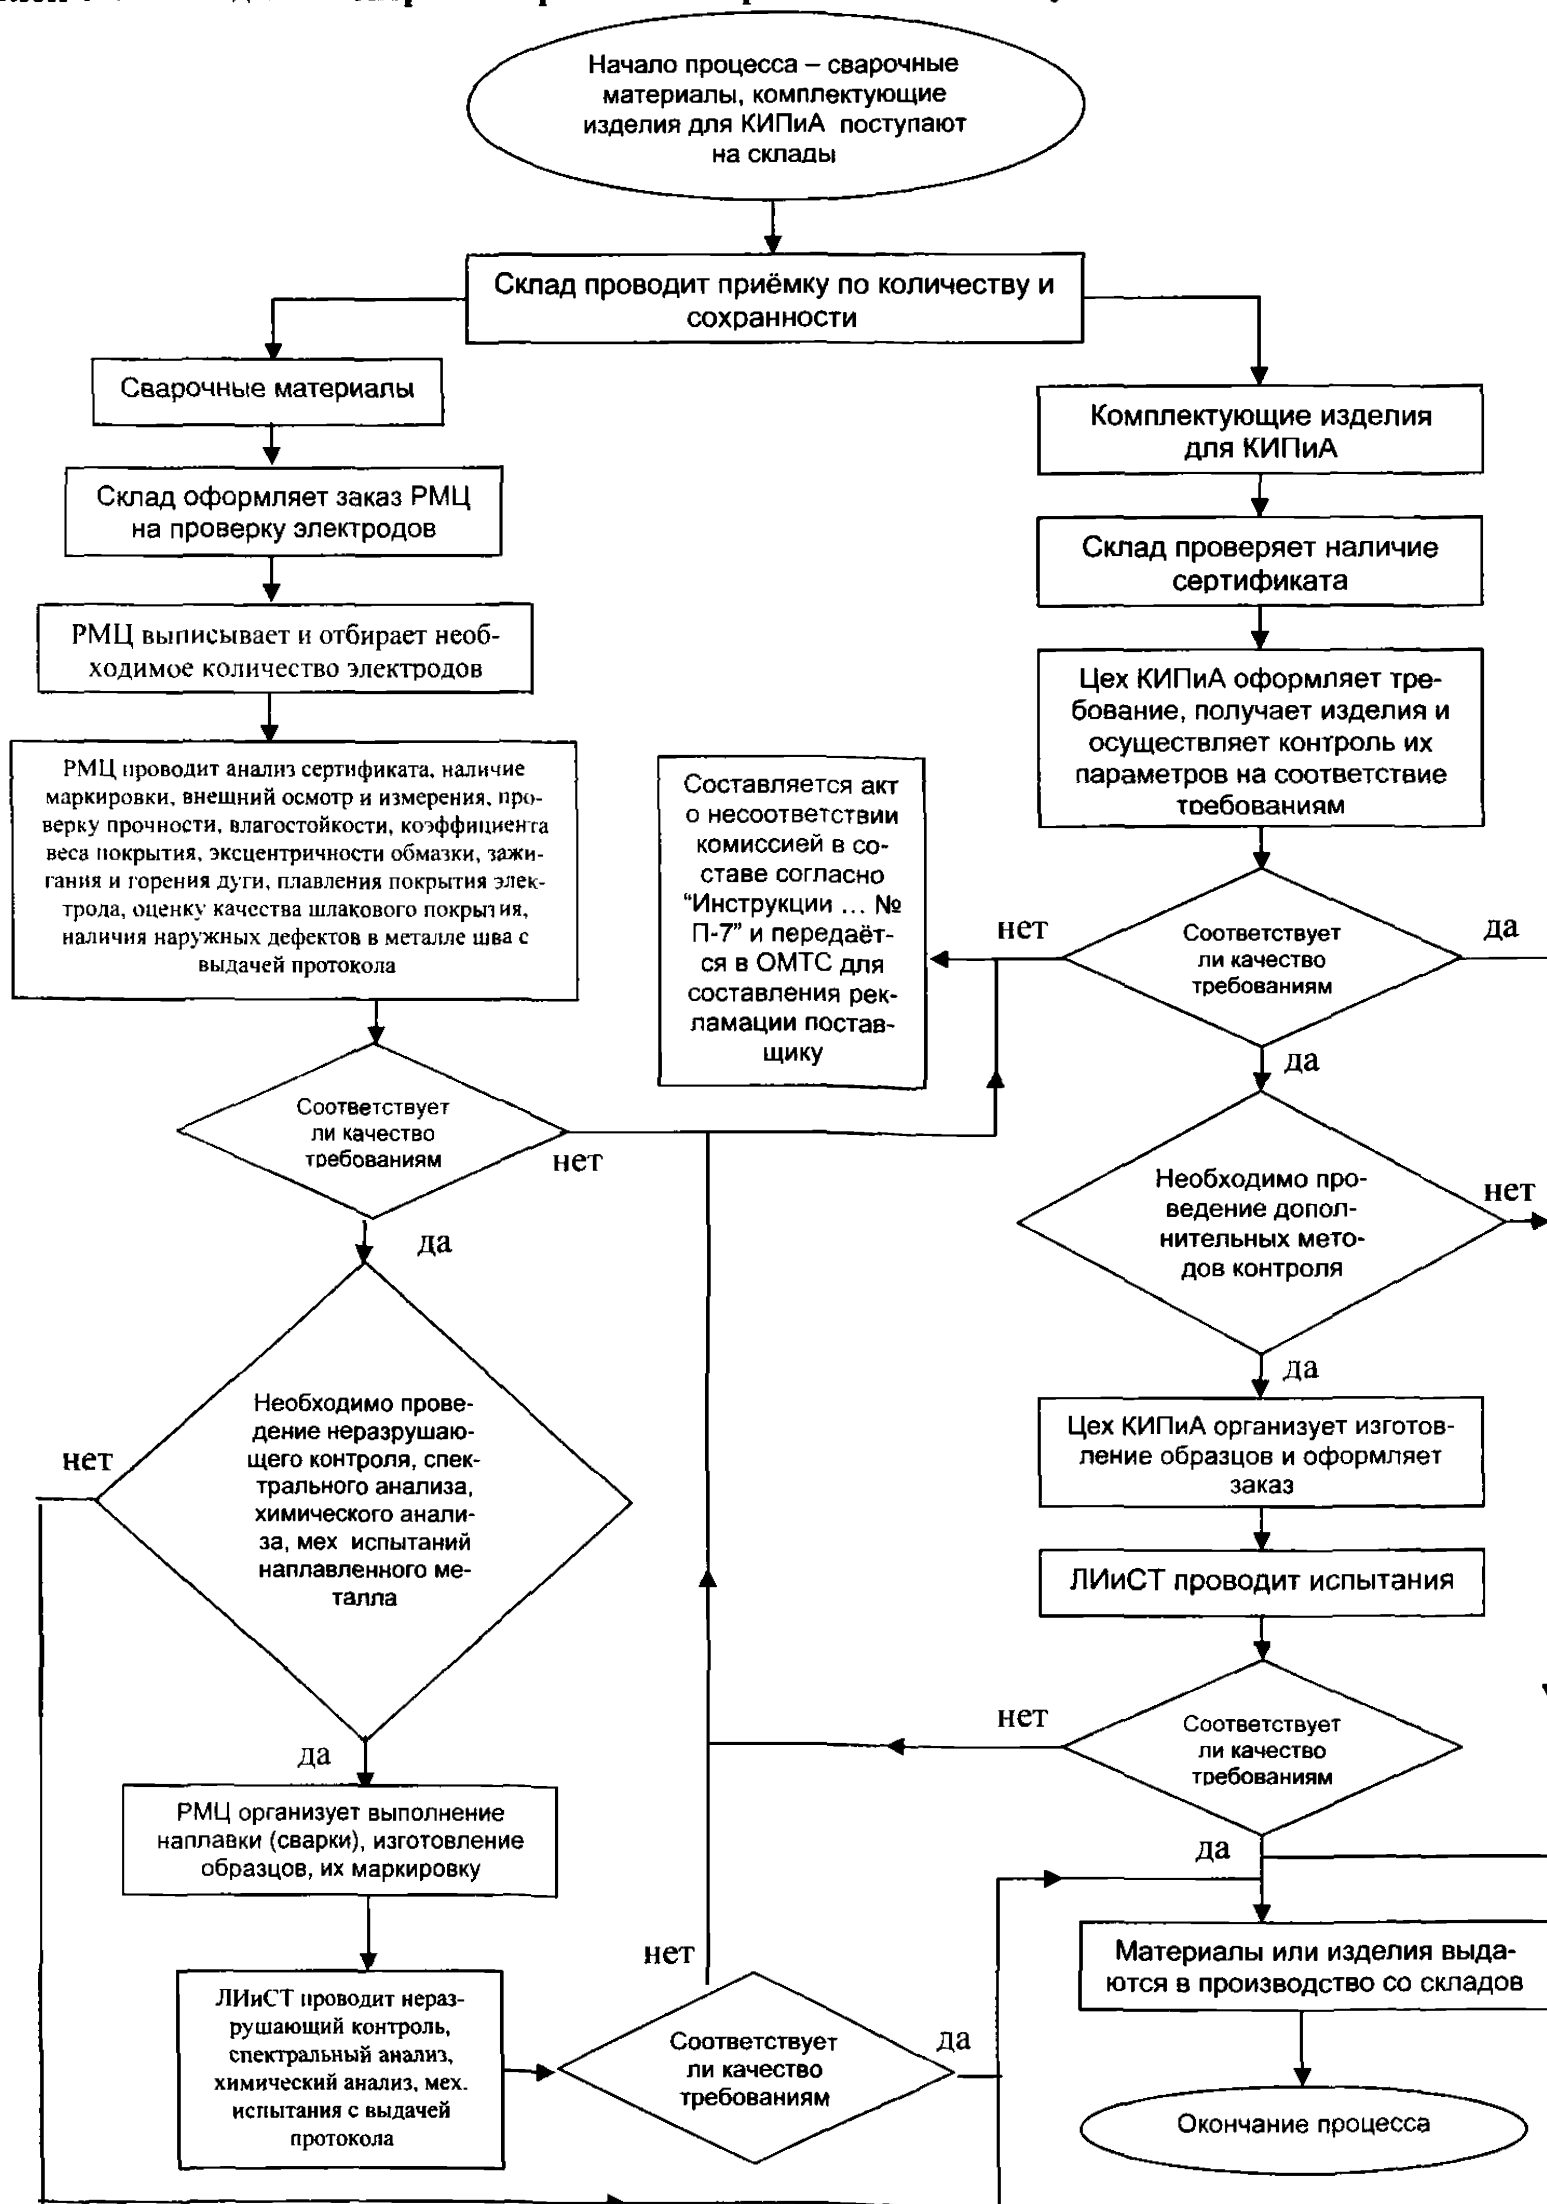 Начало процесса – сварочные
материалы, комплектующие
изделия для КИПиА поступают
на склады
Склад проводит приёмку по количеству и
сохранности
Сварочные материалы
Склад оформляет заказ РМЦ
на проверку электродов
РМЦ выписывает и отбирает необ-
ходимое количество электродов
РМЦ проводит анализ сертификата, наличие
маркировки, внешний осмотр и измерения, про-
верку прочности, влагостойкости, коэффициента
веса покрытия, эксцентричности обмазки, зажи-
гания и горения дуги, плавления покрытия элек-
трода, оценку качества шлакового покрытия,
наличия наружных дефектов в металле шва с
выдачей протокола
Соответствует
ли качество
требованиям
нет
да
Необходимо прове-
дение неразрушаю-
щего контроля, спек-
трального анализа,
химического анали-
за, мех испытаний
наплавленного ме-
талла
нет
да
РМЦ организует выполнение
наплавки (сварки), изготовление
образцов, их маркировку
ЛИиСТ проводит нераз-
рушающий контроль,
спектральный анализ,
химический анализ, мех.
испытания с выдачей
протокола
нет
Соответствует
ли качество
требованиям
да
Составляется акт
о несоответствии
комиссией в со-
ставе согласно
“Инструкции ... №
П-7” и передаёт-
ся в ОМТС для
составления рек-
ламации постав-
щику
Комплектующие изделия
для КИПиА
Склад проверяет наличие
сертификата
Цех КИПиА оформляет тре-
бование, получает изделия и
осуществляет контроль их
параметров на соответствие
требованиям
нет
Соответствует
ли качество
требованиям
да
да
Необходимо про-
ведение допол-
нительных мето-
дов контроля
нет
да
Цех КИПиА организует изготов-
ление образцов и оформляет
заказ
ЛИиСТ проводит испытания
нет
Соответствует
ли качество
требованиям
да
Материалы или изделия выда-
ются в производство со складов
Окончание процесса